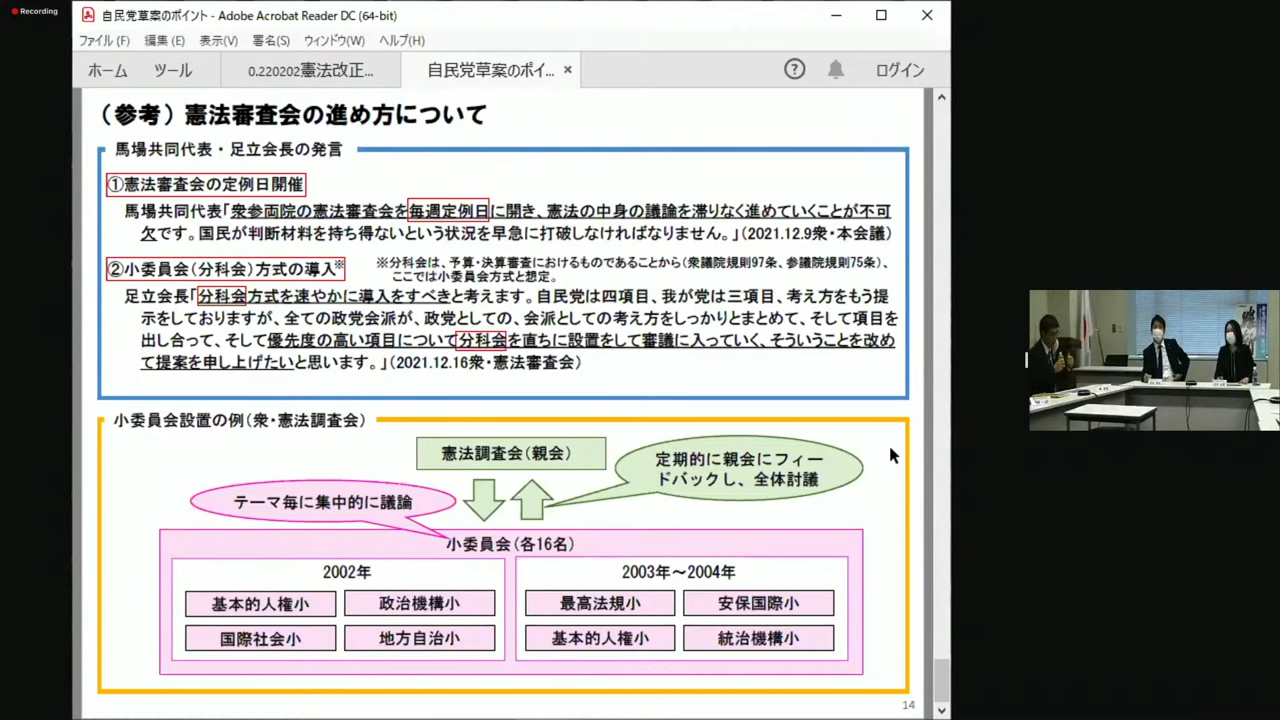 Recording
自民党草案のポイント - Adobe Acrobat Reader DC (64-bit)
ファイル(F) 編集(E) 表示(V) 署名(S) ウィンドウ(W) ヘルプ(H)
ホーム ツール 0.220202憲法改正... 自民党草案のポイ... × ? ログイン
（参考）憲法審査会の進め方について
馬場共同代表・足立会長の発言
①憲法審査会の定例日開催
馬場共同代表「衆参両院の憲法審査会を毎週定例日に開き、憲法の中身の議論を滞りなく進めていくことが不可
欠です。国民が判断材料を持ち得ないという状況を早急に打破しなければなりません。」（2021.12.9衆・本会議）
②小委員会（分科会）方式の導入※
※分科会は、予算・決算審査におけるものであることから（衆議院規則97条、参議院規則75条）、
ここでは小委員会方式と想定。
足立会長「分科会方式を速やかに導入をすべきと考えます。自民党は四項目、我が党は三項目、考え方をもう提
示をしておりますが、全ての政党会派が、政党としての、会派としての考え方をしっかりとまとめて、そして項目を
出し合って、そして優先度の高い項目について分科会を直ちに設置をして審議に入っていく、そういうことを改め
て提案を申し上げたいと思います。」（2021.12.16衆・憲法審査会）
小委員会設置の例（衆・憲法調査会）
憲法調査会（親会）
定期的に親会にフィー
ドバックし、全体討議
テーマ毎に集中的に議論
小委員会（各16名）
2002年
2003年～2004年
基本的人権小 政治機構小 最高法規小 安保国際小
国際社会小 地方自治小 基本的人権小 統治機構小
14